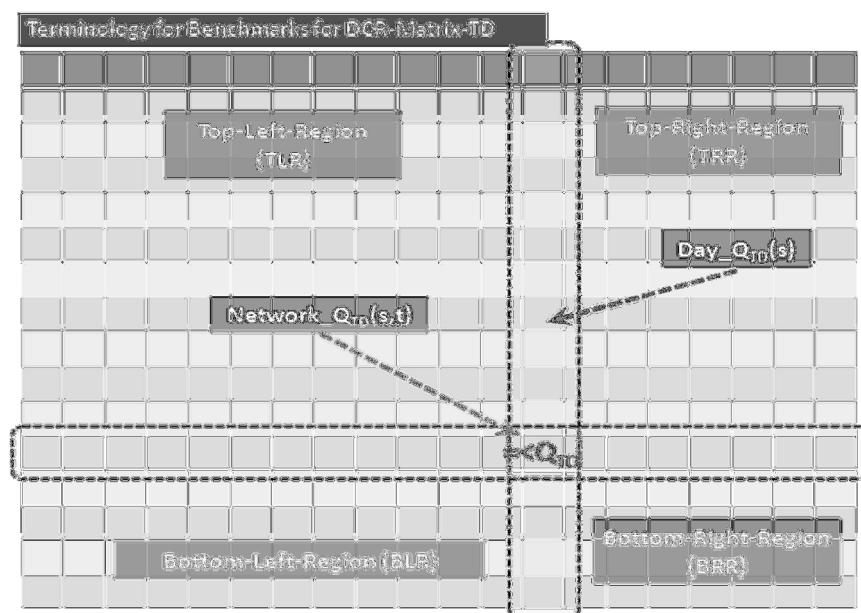 Terminology for Benchmarks for DCR-Matrix-TD
Top-Left-Region
(TLR)
Top-Right-Region
(TRR)
Day_Q_TD(s)
Network_Q_TD(s,t)
=<Q_TD
Bottom-Left-Region (BLR)
Bottom-Right-Region
(BRR)